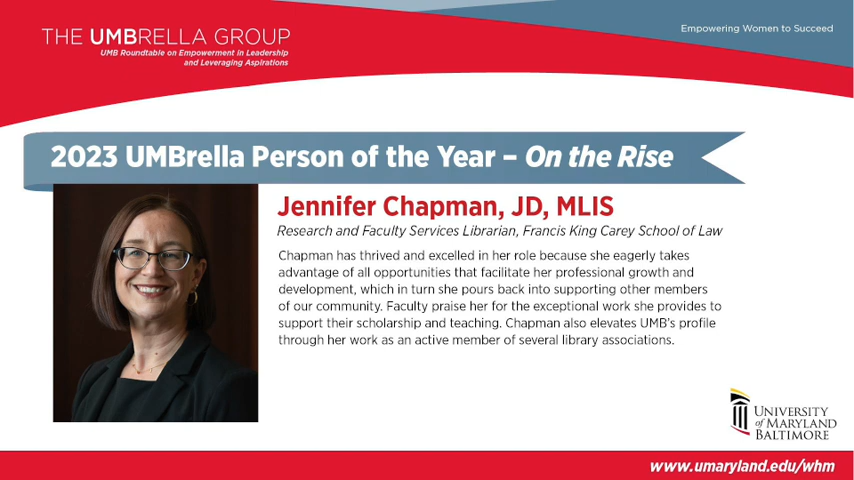 THE UMBRELLA GROUP
UMB Roundtable on Empowerment in Leadership
and Leveraging Aspirations
Empowering Women to Succeed
2023 UMBrella Person of the Year – On the Rise
Jennifer Chapman, JD, MLIS
Research and Faculty Services Librarian, Francis King Carey School of Law
Chapman has thrived and excelled in her role because she eagerly takes
advantage of all opportunities that facilitate her professional growth and
development, which in turn she pours back into supporting other members
of our community. Faculty praise her for the exceptional work she provides to
support their scholarship and teaching. Chapman also elevates UMB's profile
through her work as an active member of several library associations.
UNIVERSITY
of MARYLAND
BALTIMORE
www.umaryland.edu/whm